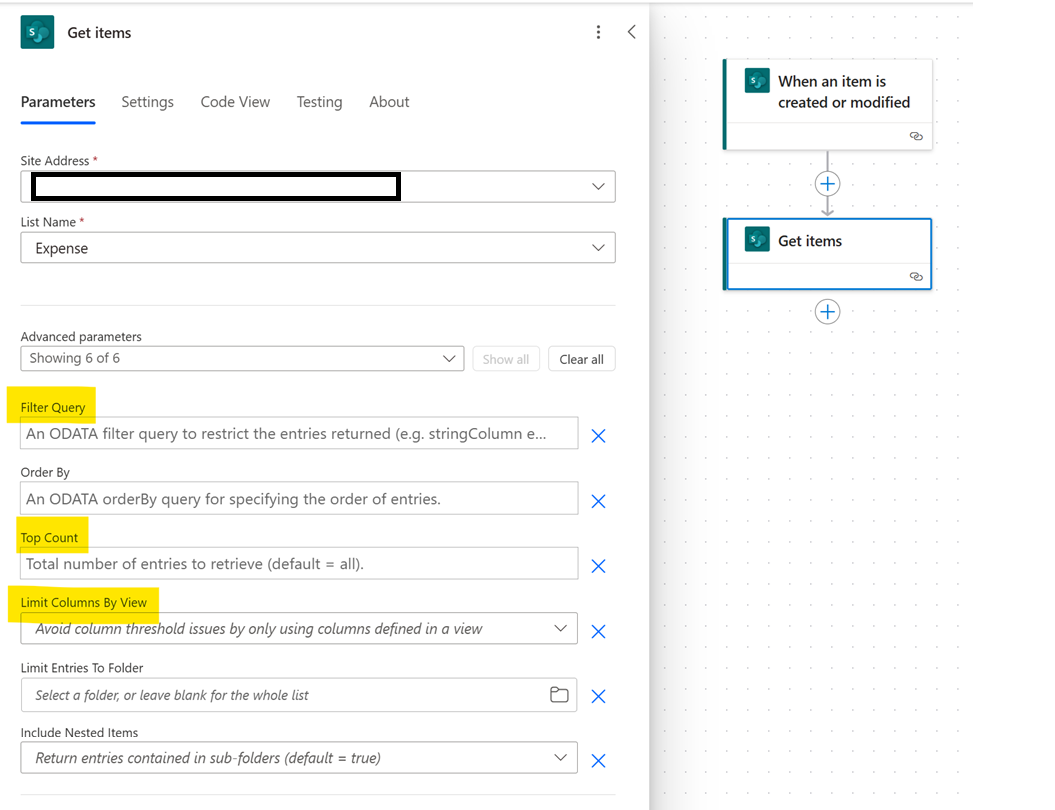 Get items
Parameters Settings Code View Testing About
Site Address *
List Name *
Expense
Advanced parameters
Showing 6 of 6
Show all
Clear all
Filter Query
An ODATA filter query to restrict the entries returned (e.g. stringColumn e...
Order By
An ODATA orderBy query for specifying the order of entries.
Top Count
Total number of entries to retrieve (default = all).
Limit Columns By View
Avoid column threshold issues by only using columns defined in a view
Limit Entries To Folder
Select a folder, or leave blank for the whole list
Include Nested Items
Return entries contained in sub-folders (default = true)
When an item is
created or modified
Get items